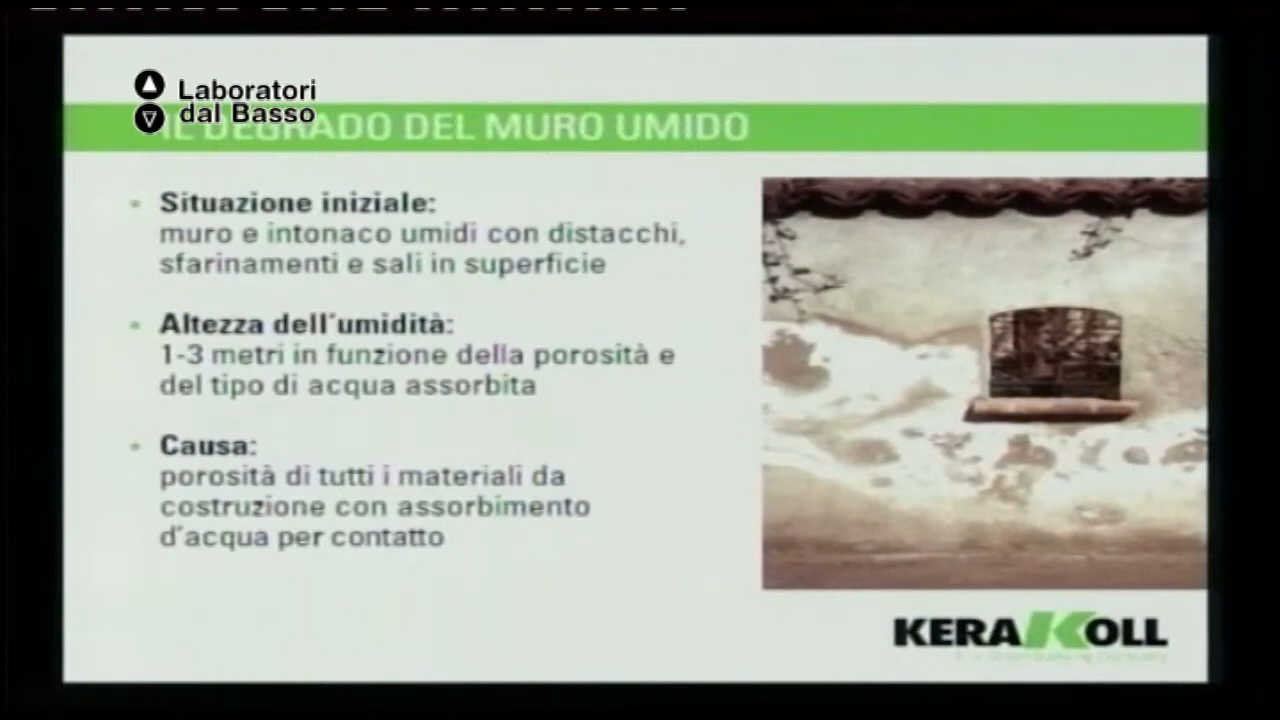 Laboratori
dal Basso
IL DEGRADO DEL MURO UMIDO
• Situazione iniziale:
muro e intonaco umidi con distacchi,
sfarinamenti e sali in superficie
• Altezza dell'umidità:
1-3 metri in funzione della porosità e
del tipo di acqua assorbita
• Causa:
porosità di tutti i materiali da
costruzione con assorbimento
d'acqua per contatto
KERAKOLL